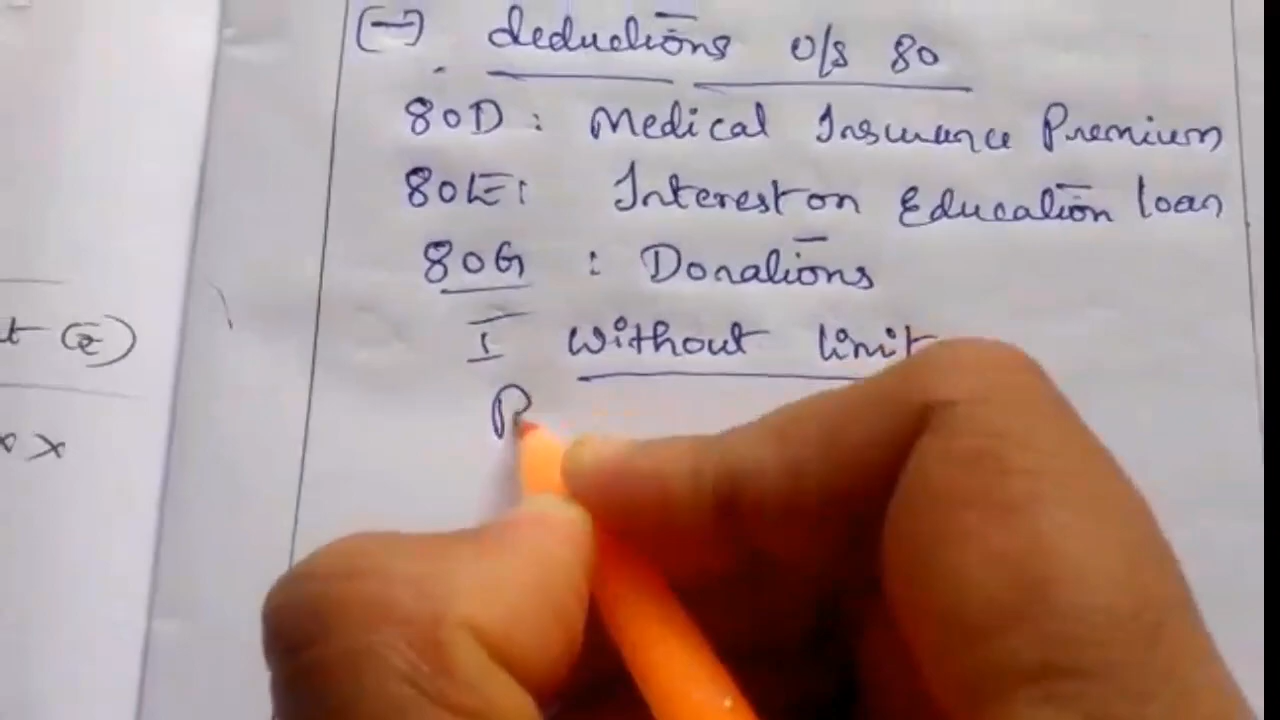 (-) deductions u/s 80
80D : Medical Insurance Premium
80E: Interest on Education loan
80G : Donations
I Without limit
P